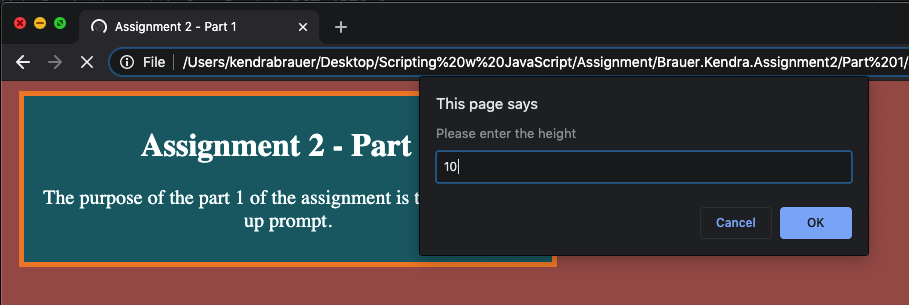 Assignment 2 - Part 1
File
/Users/kendrabrauer/Desktop/Scripting%20w%20JavaScript/Assignment/Brauer.Kendra.Assignment2/Part%201/
This page says
Please enter the height
10
Cancel
OK
Assignment 2 - Part
The purpose of the part 1 of the assignment is t
up prompt.